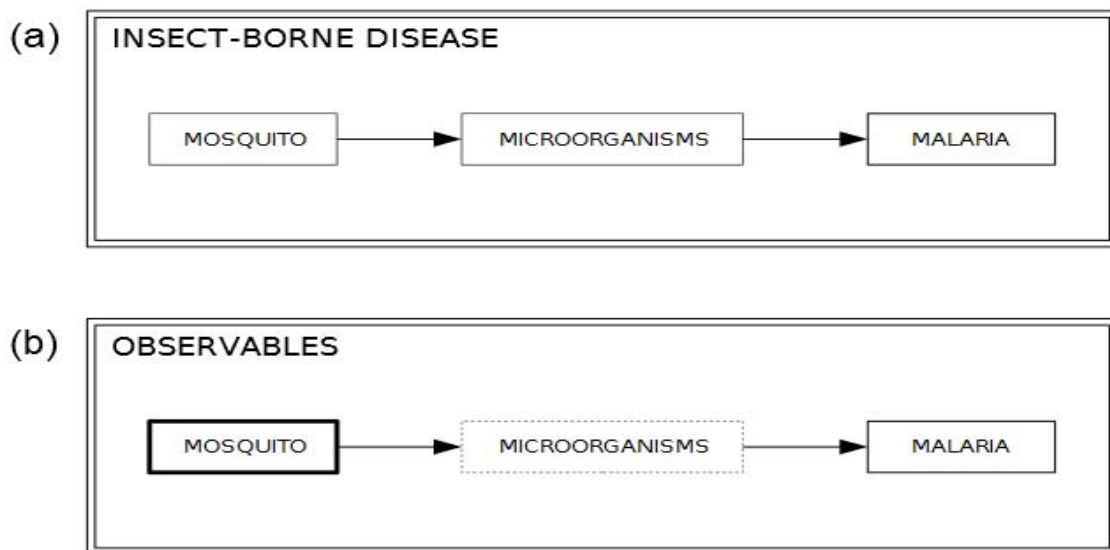 (a)
INSECT-BORNE DISEASE
MOSQUITO
MICROORGANISMS
MALARIA
(b)
OBSERVABLES
MOSQUITO
MICROORGANISMS
MALARIA